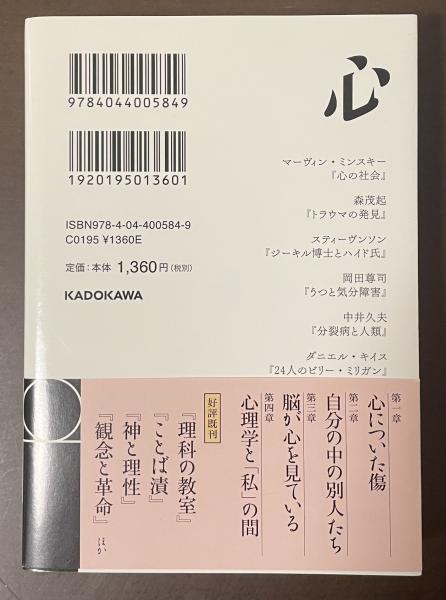 9784044005849
1920195013601
ISBN978-4-04-400584-9
C0195 ¥1360E
定価:本体 1,360円(税別)
KADOKAWA
心
マーヴィン・ミンスキー
『心の社会』
森茂起
『トラウマの発見』
スティーヴンソン
『ジーキル博士とハイド氏』
岡田尊司
『うつと気分障害』
中井久夫
『分裂病と人類』
ダニエル・キイス
『24人のビリー・ミリガン』
第一章
心についた傷
第二章
自分の中の別人たち
第三章
脳が心を見ている
第四章
心理学と「私」の間
好評既刊
『理科の教室』
『ことば漬』
『神と理性』
『観念と革命』
ほか